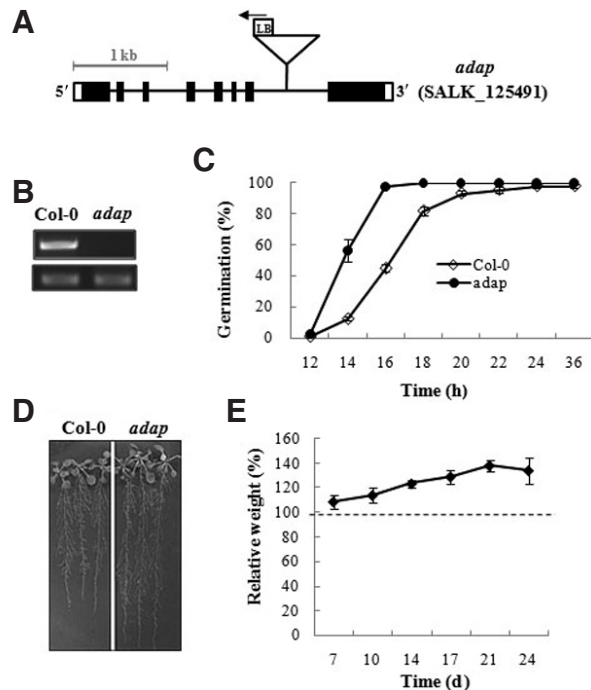 A
1 kb
LB
5′
3′
adap
(SALK_125491)
B
Col-0 adap
C
Germination (%)
100
80
60
40
20
0
Col-0
adap
12 14 16 18 20 22 24 36
Time (h)
D
Col-0 adap
E
Relative weight (%)
160
140
120
100
80
60
40
20
0
7 10 14 17 21 24
Time (d)